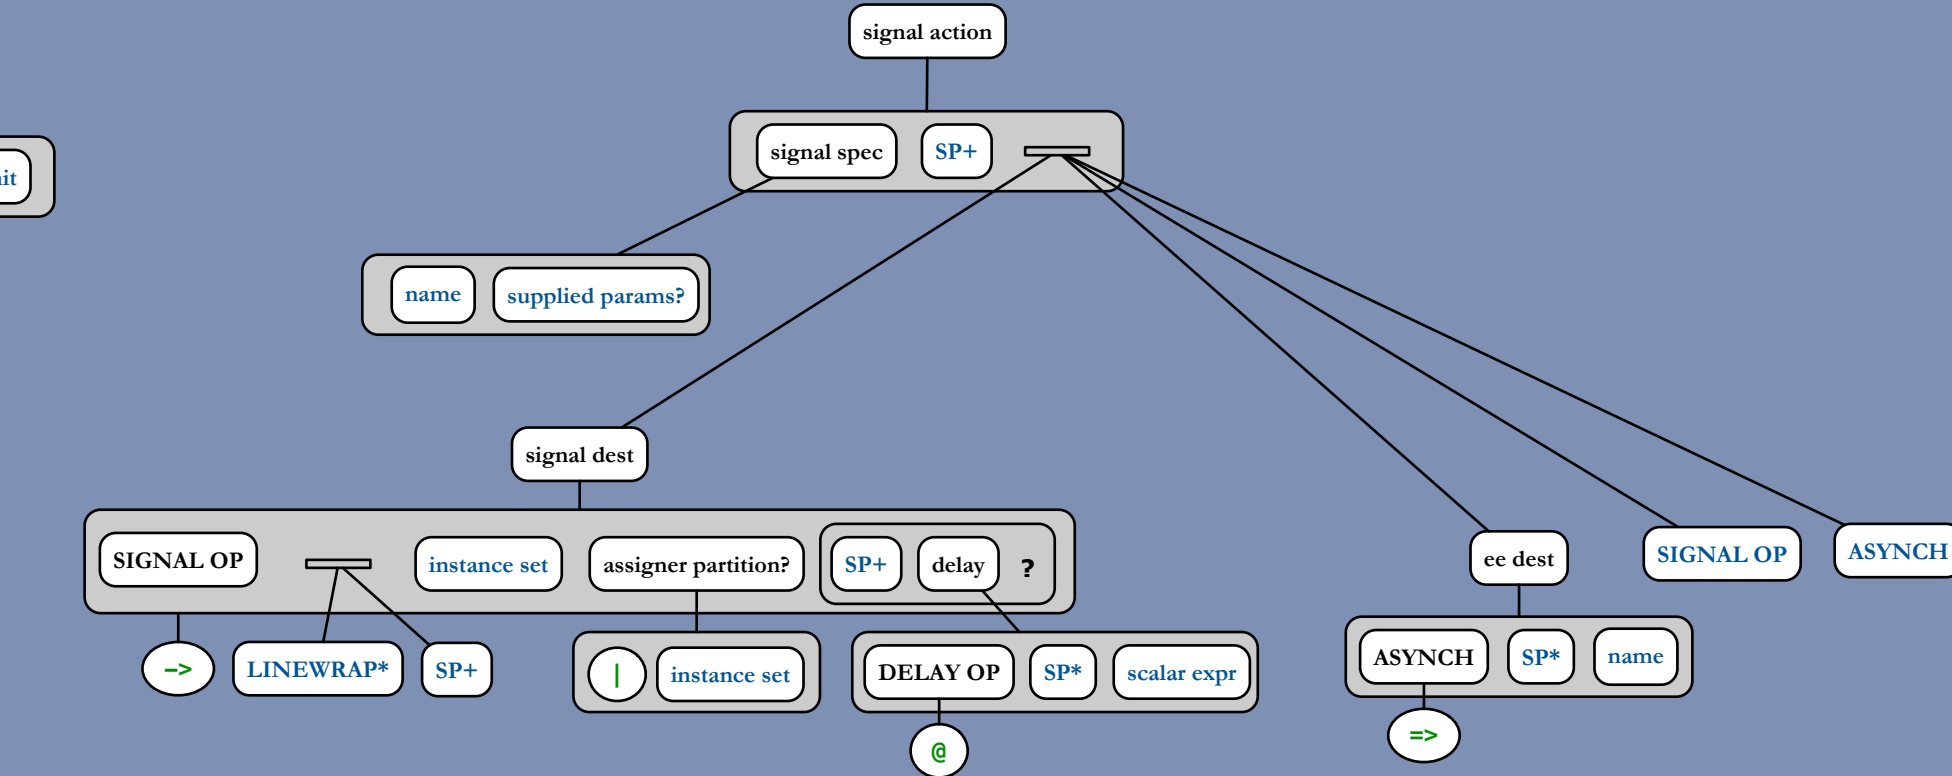 signal action
signal spec
SP+
name
supplied params?
signal dest
SIGNAL OP
instance set
assigner partition?
SP+
delay
?
ee dest
SIGNAL OP
ASYNCH
->
LINEWRAP*
SP+
|
instance set
DELAY OP
SP*
scalar expr
ASYNCH
SP*
name
@
=>